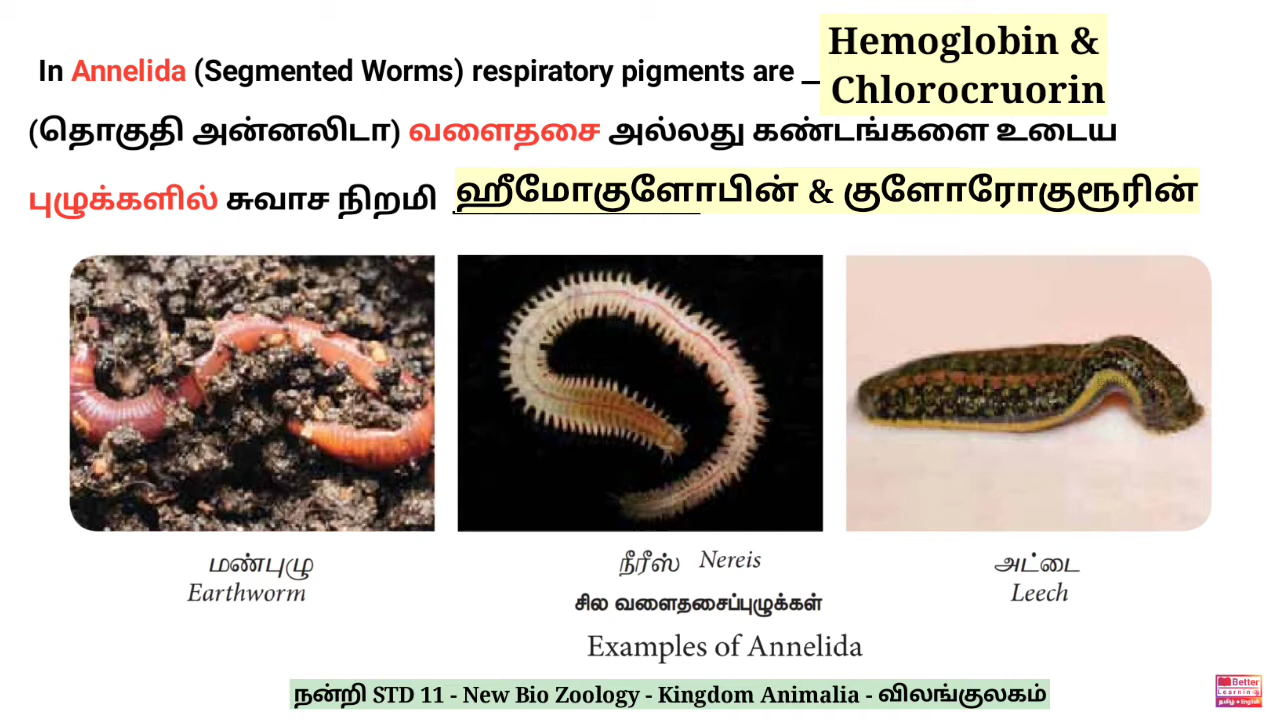 In Annelida (Segmented Worms) respiratory pigments are _
Hemoglobin &
Chlorocruorin
(தொகுதி அன்னலிடா) வளைதசை அல்லது கண்டங்களை உடைய
புழுக்களில் சுவாச நிறமி ஹீமோகுளோபின் & குளோரோகுரூரின்
மண்புழு
Earthworm
நீரீஸ் Nereis
அட்டை
Leech
சில வளைதசைப்புழுக்கள்
Examples of Annelida
நன்றி STD 11 - New Bio Zoology - Kingdom Animalia - விலங்குலகம்
Better
Learning
தமிழ் • English